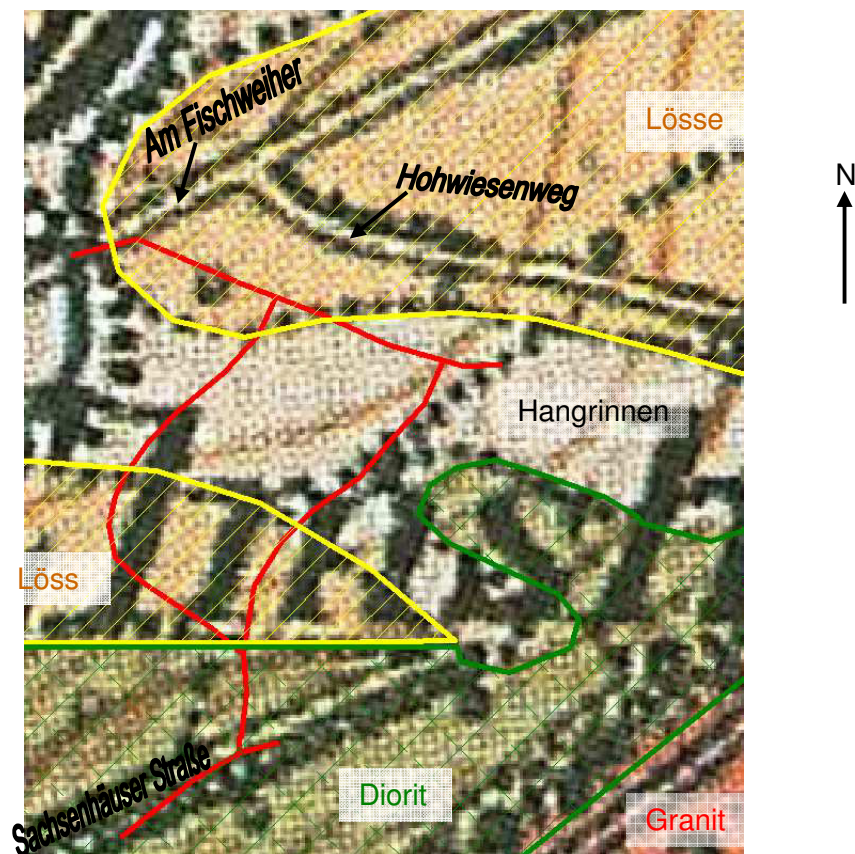 Am Fischweiher
Lösse
N
Hohwiesenweg
Hangrinnen
Löss
Sachsenhäuser Straße
Diorit
Granit